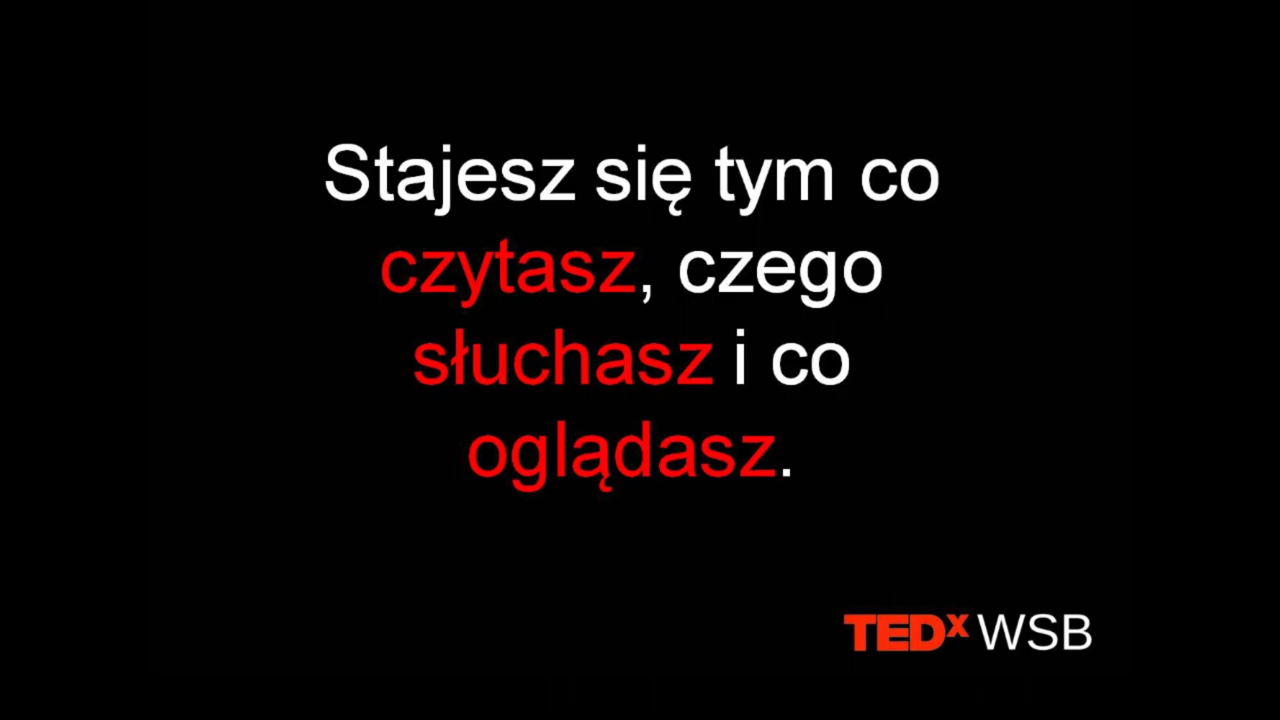 Stajesz się tym co
czytasz, czego
słuchasz i co
oglądasz.
TEDx WSB